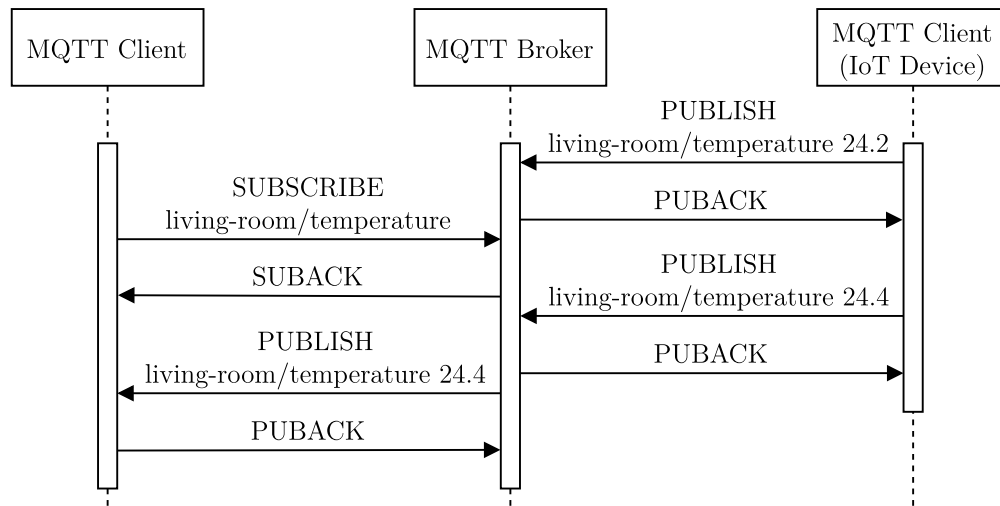 MQTT Client
MQTT Broker
MQTT Client
(IoT Device)
PUBLISH
living-room/temperature 24.2
SUBSCRIBE
living-room/temperature
PUBACK
SUBACK
PUBLISH
living-room/temperature 24.4
PUBLISH
living-room/temperature 24.4
PUBACK
PUBACK